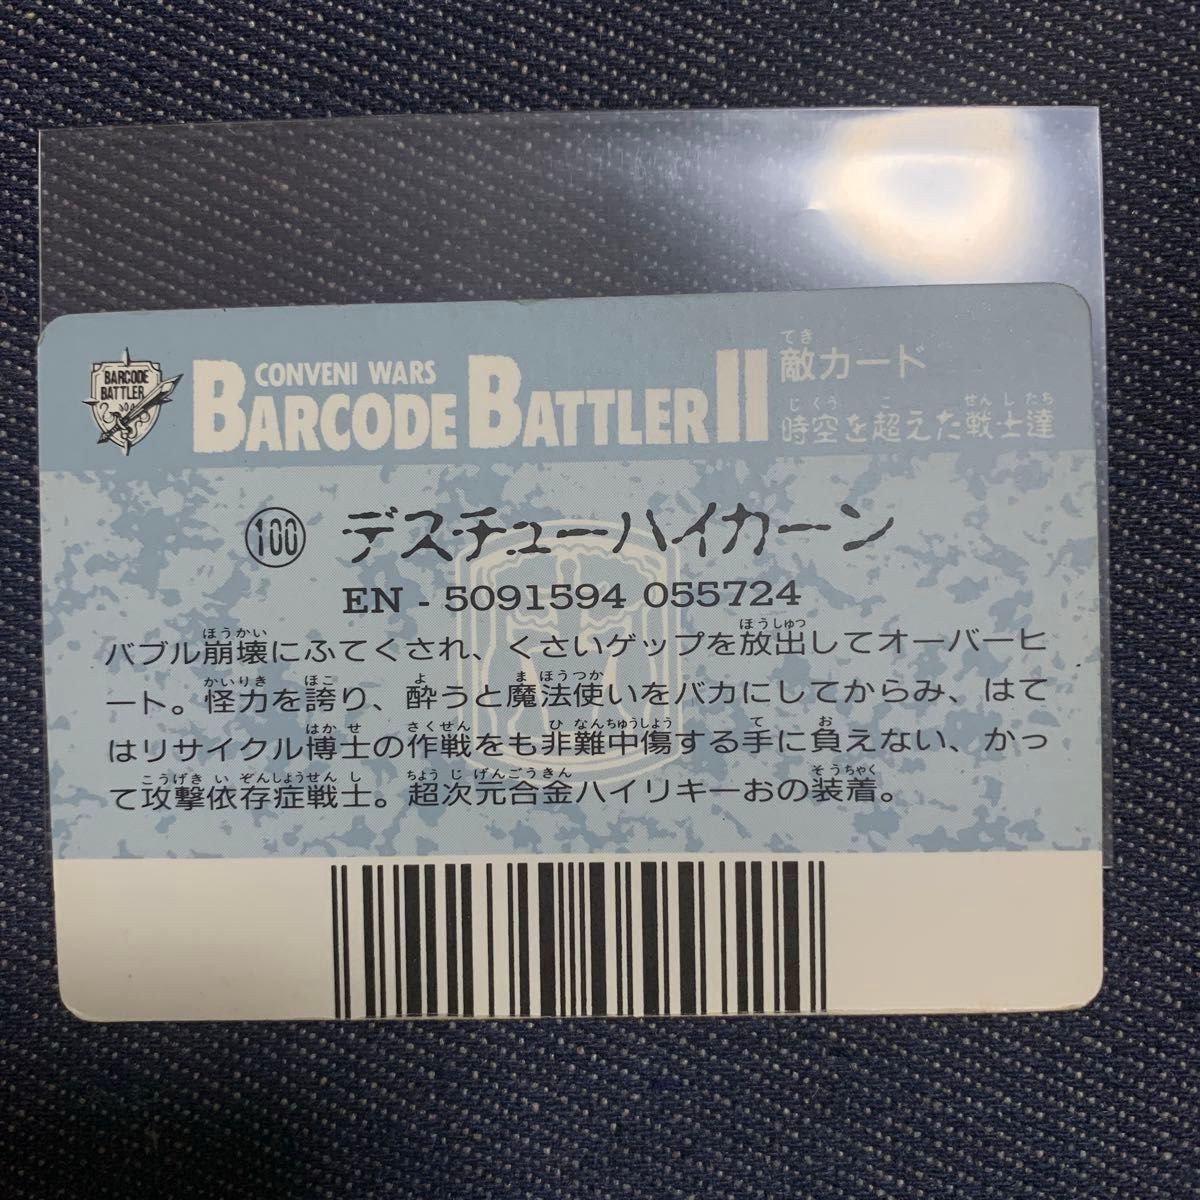 BARCODE
BATTLER
CONVENI WARS
BARCODE BATTLER II
てき
敵カード
じくう こ せんしたち
時空を超えた戦士達
100 デスチューハイカーン
EN - 5091594 055724
ほうかい ほうしゅつ
バブル崩壊にふてくされ、くさいゲップを放出してオーバーヒ
かいりき ほこ よ まほうつか
ート。怪力を誇り、酔うと魔法使いをバカにしてからみ、はて
はかせ さくせん ひなんちゅうしょう て お
はリサイクル博士の作戦をも非難中傷する手に負えない、かっ
こうげきいぞんしょうせんし ちょうじげんごうきん そうちゃく
て攻撃依存症戦士。超次元合金ハイリキーおの装着。